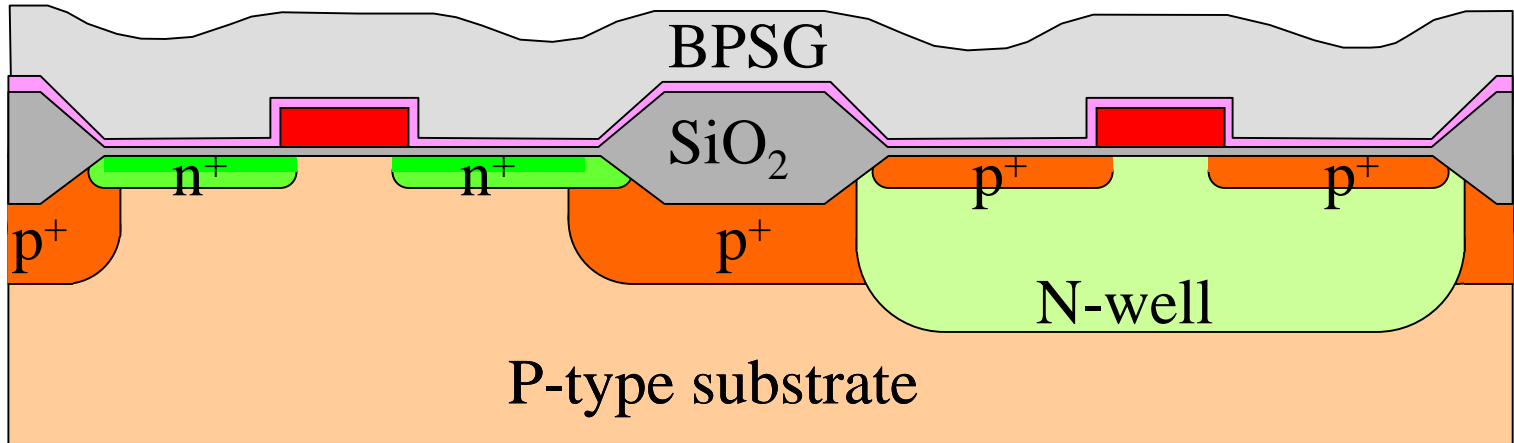 BPSG
SiO₂
n⁺ n⁺ p⁺ p⁺
p⁺ p⁺
N-well
P-type substrate